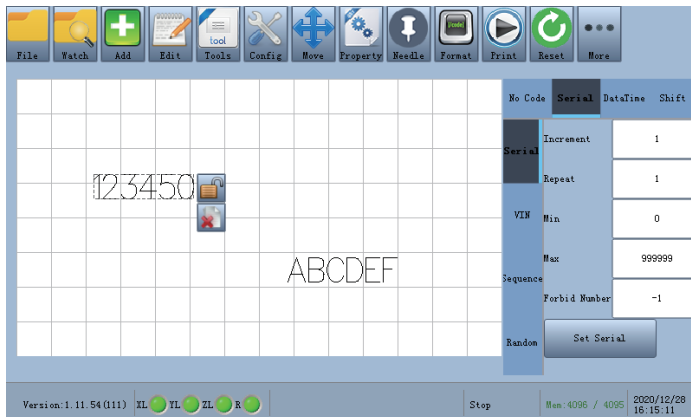 File Watch Add Edit Tools Config Move Property Needle Format Print Reset More
tool
Ucode
No Code Serial DataTime Shift
Serial
VIN
Sequence
Random
Increment 1
Repeat 1
Min 0
Max 999999
Forbid Number -1
Set Serial
123450
ABCDEF
Version:1.11.54(111) XL YL ZL R Stop Mem:4096 / 4095 2020/12/28
16:15:11